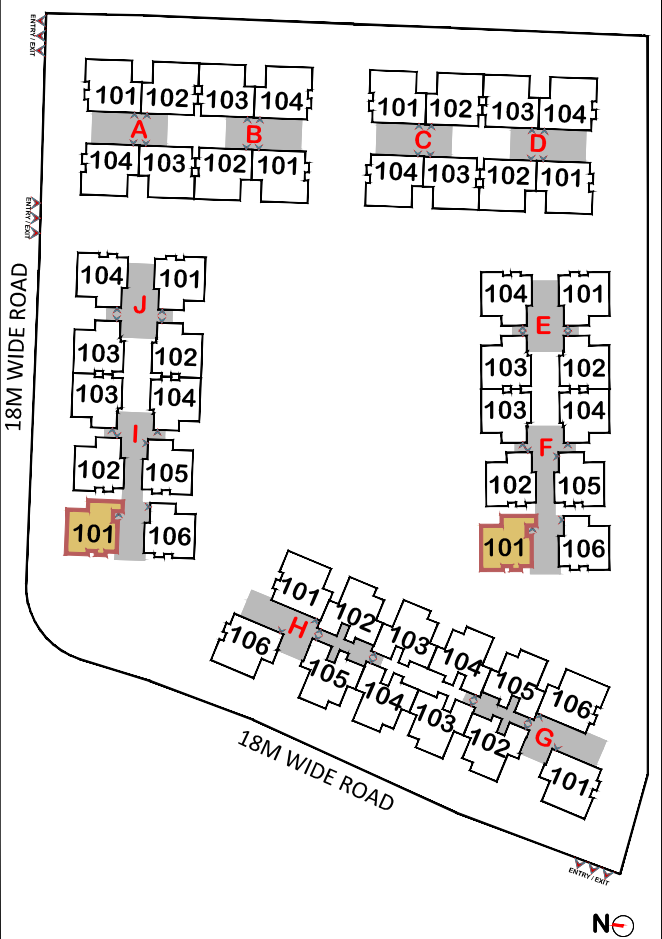 ENTRY / EXIT
101 102 103 104
A B
104 103 102 101
101 102 103 104
C D
104 103 102 101
ENTRY / EXIT
18M WIDE ROAD
104 101
J
103 102
103 104
I
102 105
101 106
104 101
E
103 102
103 104
F
102 105
101 106
101 102 103 104 105 106
H G
106 105 104 103 102 101
18M WIDE ROAD
ENTRY / EXIT
N